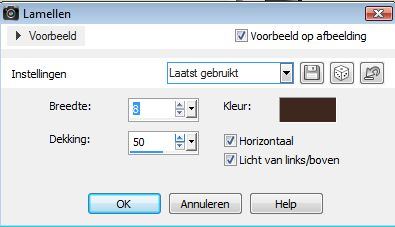 Lamellen
Voorbeeld
Voorbeeld op afbeelding
Instellingen
Laatst gebruikt
Breedte: 8 Kleur:
Dekking: 50 Horizontaal
Licht van links/boven
OK Annuleren Help